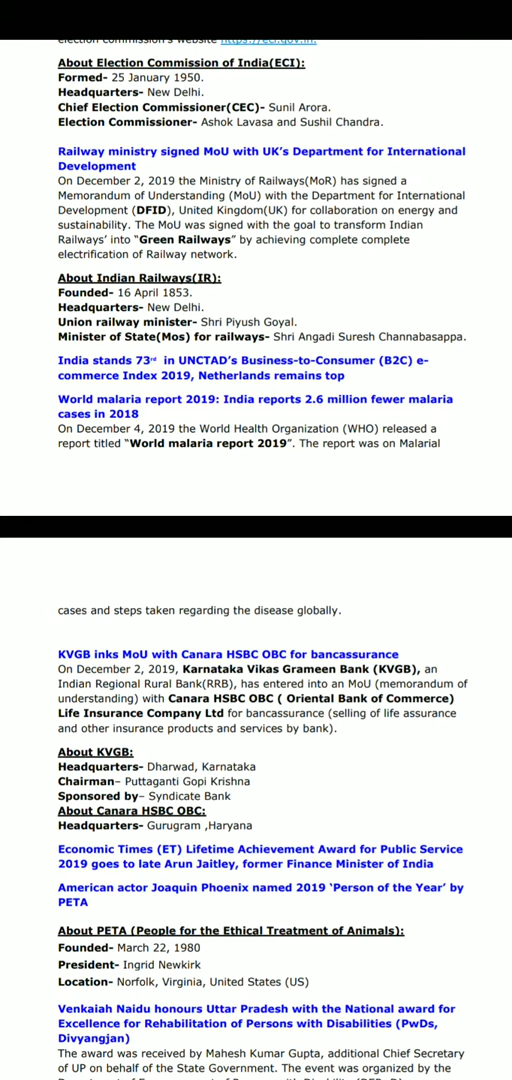 election commission's website https://eci.gov.in.
About Election Commission of India(ECI):
Formed- 25 January 1950.
Headquarters- New Delhi.
Chief Election Commissioner(CEC)- Sunil Arora.
Election Commissioner- Ashok Lavasa and Sushil Chandra.
Railway ministry signed MoU with UK's Department for International
Development
On December 2, 2019 the Ministry of Railways(MoR) has signed a
Memorandum of Understanding (MoU) with the Department for International
Development (DFID), United Kingdom(UK) for collaboration on energy and
sustainability. The MoU was signed with the goal to transform Indian
Railways' into "Green Railways" by achieving complete complete
electrification of Railway network.
About Indian Railways(IR):
Founded- 16 April 1853.
Headquarters- New Delhi.
Union railway minister- Shri Piyush Goyal.
Minister of State(Mos) for railways- Shri Angadi Suresh Channabasappa.
India stands 73rd in UNCTAD's Business-to-Consumer (B2C) e-
commerce Index 2019, Netherlands remains top
World malaria report 2019: India reports 2.6 million fewer malaria
cases in 2018
On December 4, 2019 the World Health Organization (WHO) released a
report titled "World malaria report 2019". The report was on Malarial
cases and steps taken regarding the disease globally.
KVGB inks MoU with Canara HSBC OBC for bancassurance
On December 2, 2019, Karnataka Vikas Grameen Bank (KVGB), an
Indian Regional Rural Bank(RRB), has entered into an MoU (memorandum of
understanding) with Canara HSBC OBC ( Oriental Bank of Commerce)
Life Insurance Company Ltd for bancassurance (selling of life assurance
and other insurance products and services by bank).
About KVGB:
Headquarters- Dharwad, Karnataka
Chairman– Puttaganti Gopi Krishna
Sponsored by– Syndicate Bank
About Canara HSBC OBC:
Headquarters- Gurugram ,Haryana
Economic Times (ET) Lifetime Achievement Award for Public Service
2019 goes to late Arun Jaitley, former Finance Minister of India
American actor Joaquin Phoenix named 2019 'Person of the Year' by
PETA
About PETA (People for the Ethical Treatment of Animals):
Founded- March 22, 1980
President- Ingrid Newkirk
Location- Norfolk, Virginia, United States (US)
Venkaiah Naidu honours Uttar Pradesh with the National award for
Excellence for Rehabilitation of Persons with Disabilities (PwDs,
Divyangjan)
The award was received by Mahesh Kumar Gupta, additional Chief Secretary
of UP on behalf of the State Government. The event was organized by the